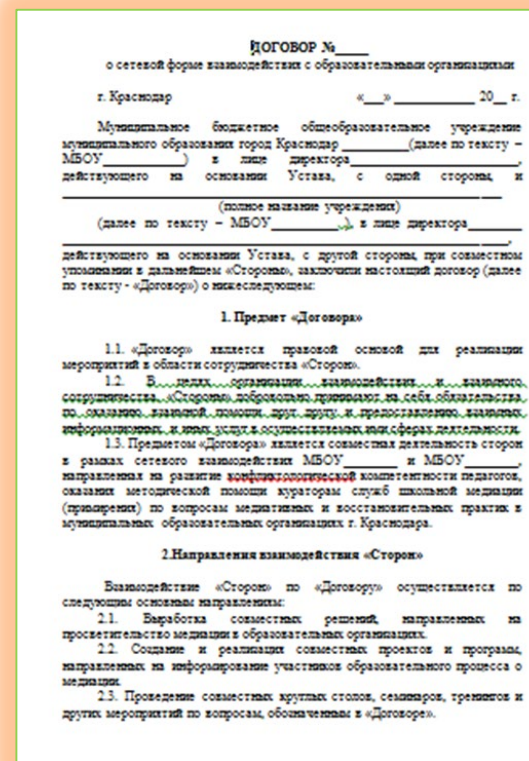 ДОГОВОР №_____
о сетевой форме взаимодействия с образовательными организациями
г. Краснодар «___» ____________ 20__ г.
Муниципальное бюджетное общеобразовательное учреждение
муниципального образования город Краснодар __________(далее по тексту –
МБОУ____________) в лице директора_________________________,
действующего на основании Устава, с одной стороны, и
_________________________________________________________________
(полное название учреждения)
(далее по тексту – МБОУ__________), в лице директора________
__________________________________________________________________,
действующего на основании Устава, с другой стороны, при совместном
упоминании в дальнейшем «Стороны», заключили настоящий договор (далее
по тексту - «Договор») о нижеследующем:
1. Предмет «Договора»
1.1. «Договор» является правовой основой для реализации
мероприятий в области сотрудничества «Сторон».
1.2. В целях организации взаимодействия и взаимного
сотрудничества, «Стороны» добровольно принимают на себя обязательства
по оказанию взаимной помощи друг другу и предоставлению взаимных
информационных и иных услуг в осуществляемых ими сферах деятельности.
1.3. Предметом «Договора» является совместная деятельность сторон
в рамках сетевого взаимодействия МБОУ________ и МБОУ________,
направленная на развитие конфликтологической компетентности педагогов,
оказания методической помощи кураторам служб школьной медиации
(примирения) по вопросам медиативных и восстановительных практик в
муниципальных образовательных организациях г. Краснодара.
2.Направления взаимодействия «Сторон»
Взаимодействие «Сторон» по «Договору» осуществляется по
следующим основным направлениям:
2.1. Выработка совместных решений, направленных на
просветительство медиации в образовательных организациях.
2.2. Создание и реализация совместных проектов и программ,
направленных на информирование участников образовательного процесса о
медиации.
2.3. Проведение совместных круглых столов, семинаров, тренингов и
других мероприятий по вопросам, обозначенным в «Договоре».